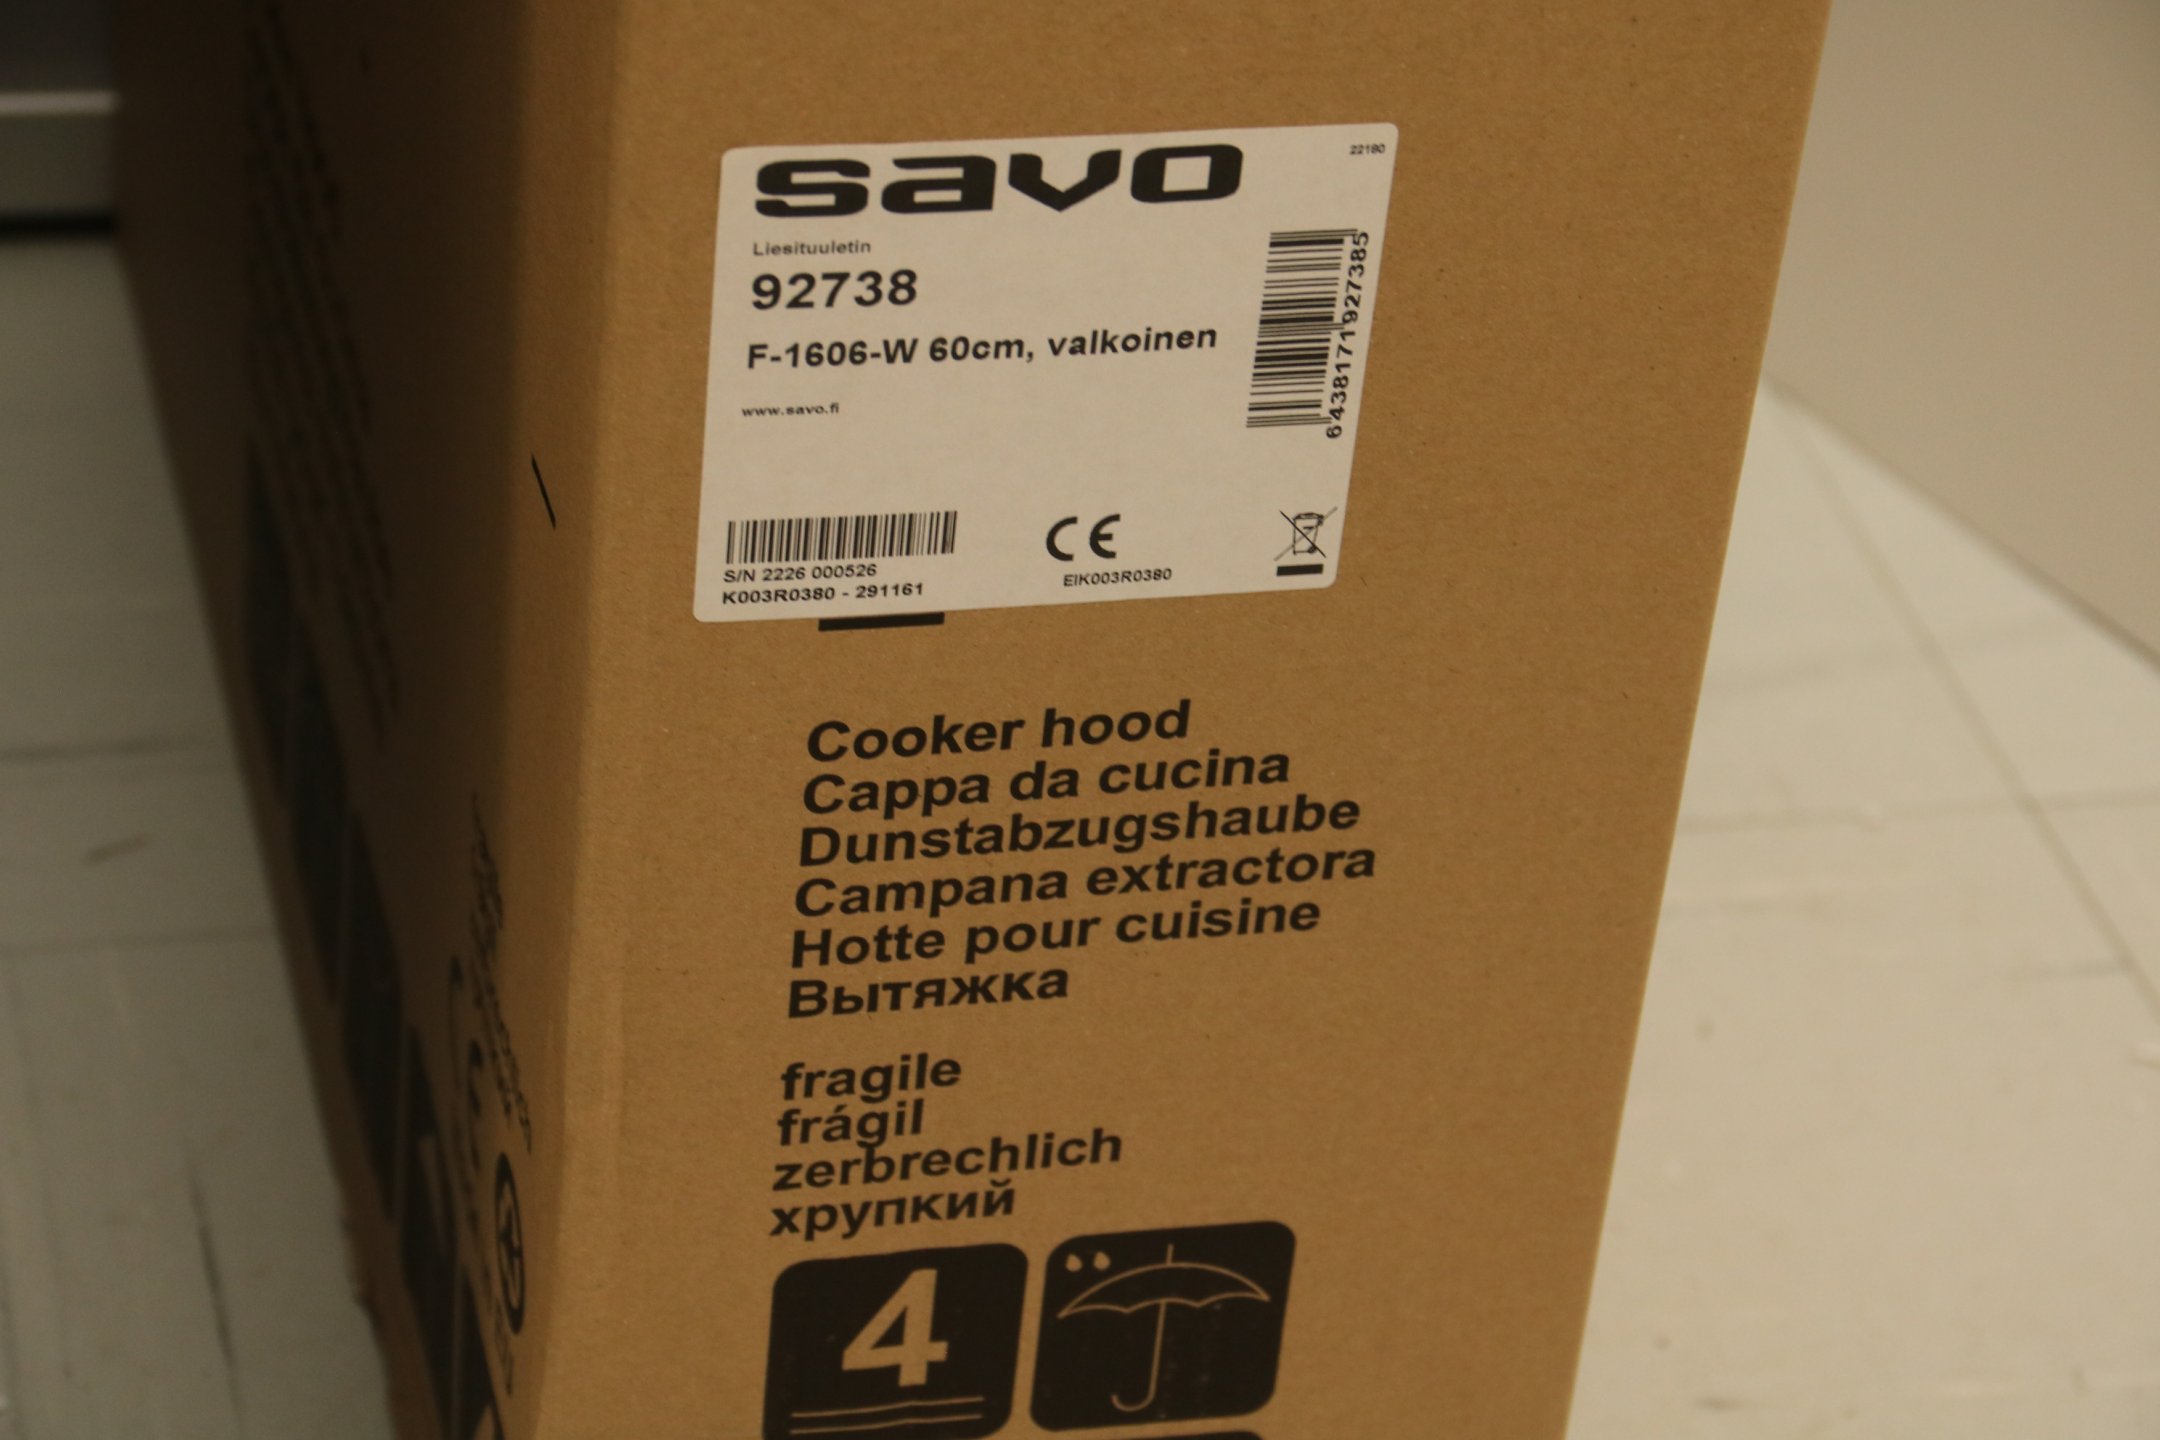 savo
22180
Liesituuletin
92738
F-1606-W 60cm, valkoinen
www.savo.fi
6438171927385
S/N 2226 000526
K003R0380 - 291161
CE
EIK003R0380
Cooker hood
Cappa da cucina
Dunstabzugshaube
Campana extractora
Hotte pour cuisine
Вытяжка
fragile
frágil
zerbrechlich
хрупкий
4